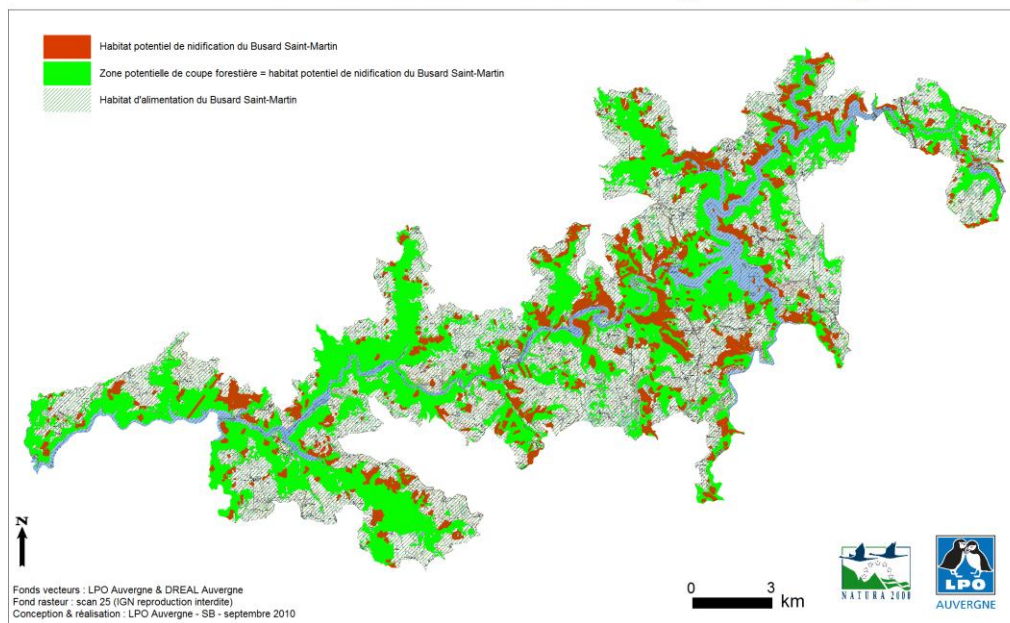 Habitat potentiel de nidification du Busard Saint-Martin
Zone potentielle de coupe forestière = habitat potentiel de nidification du Busard Saint-Martin
Habitat d'alimentation du Busard Saint-Martin
N
Fonds vecteurs : LPO Auvergne & DREAL Auvergne
Fond rasteur : scan 25 (IGN reproduction interdite)
Conception & réalisation : LPO Auvergne - SB - septembre 2010
0 3
km
NATURA 2000
LPO
AUVERGNE